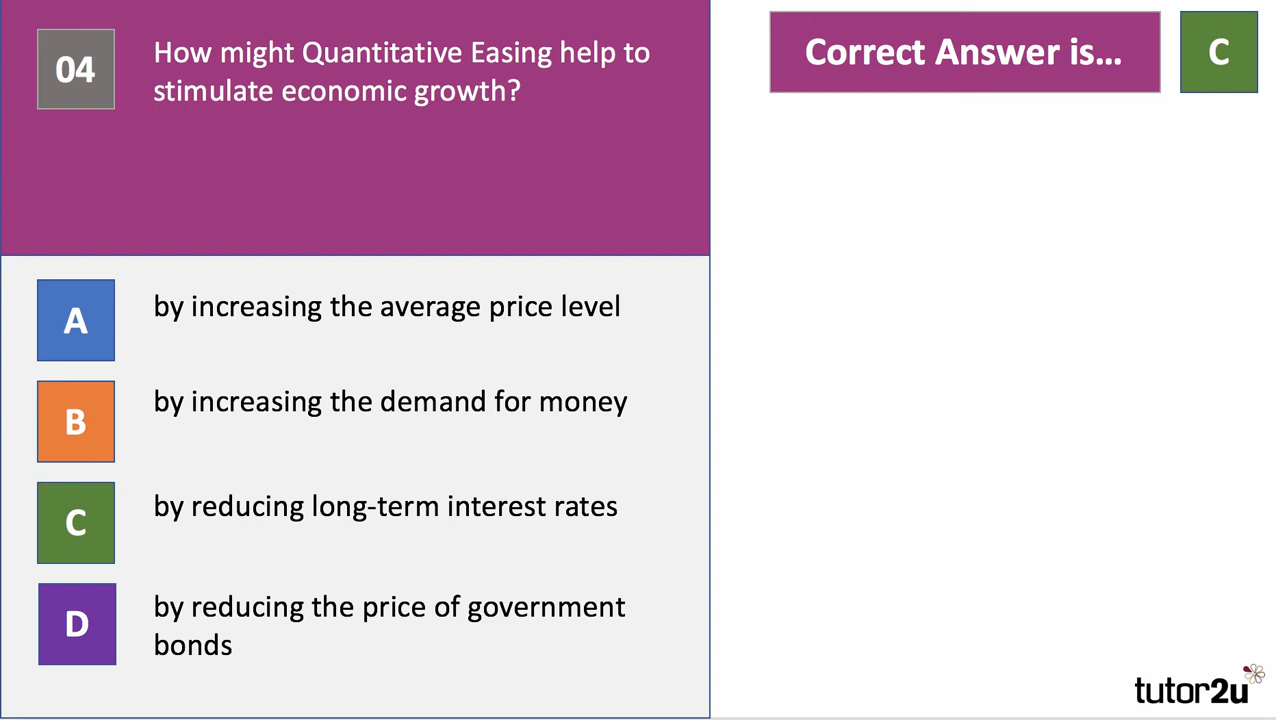 04
How might Quantitative Easing help to
stimulate economic growth?
Correct Answer is...
C
A
by increasing the average price level
B
by increasing the demand for money
C
by reducing long-term interest rates
D
by reducing the price of government
bonds
tutor2u